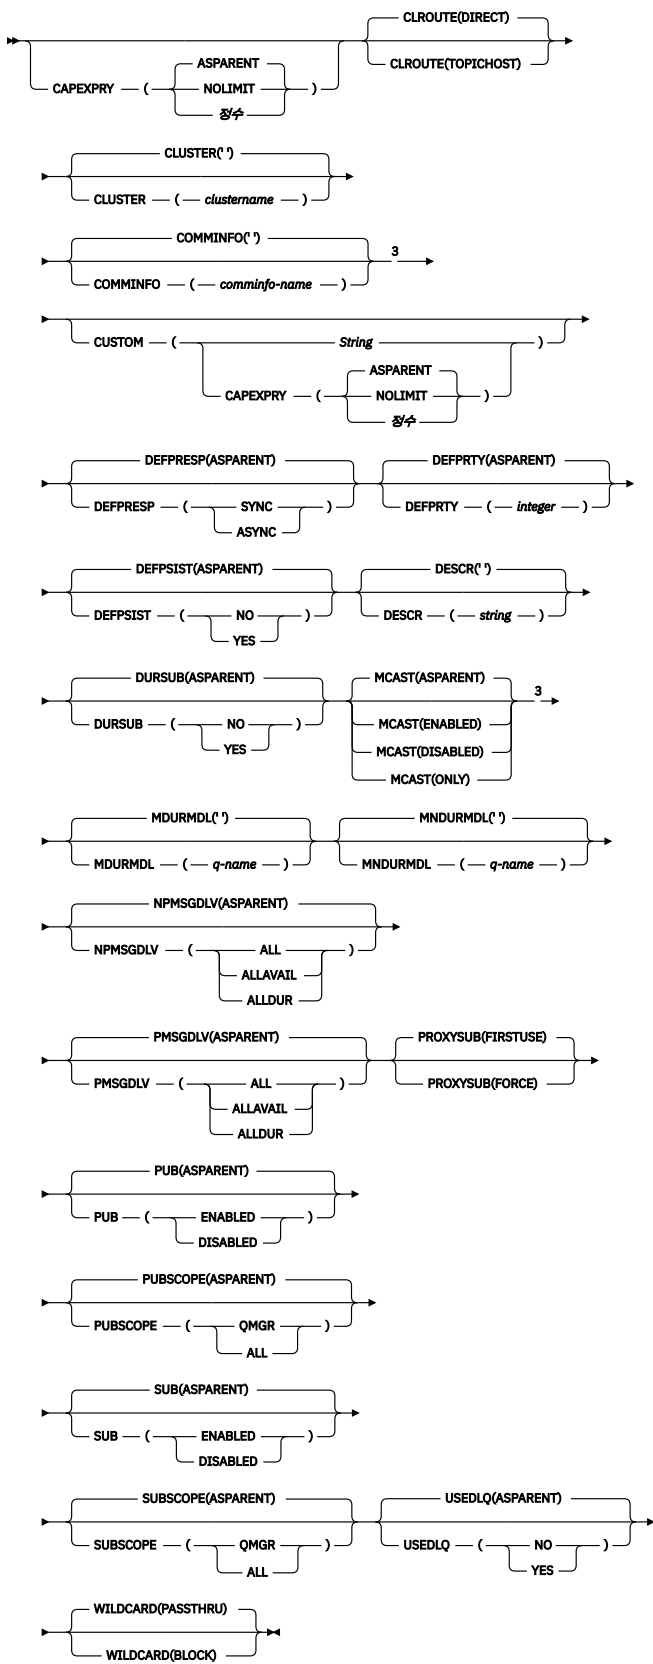 CLROUTE(DIRECT)
ASPARENT
CLROUTE(TOPICHOST)
CAPEXPRY ( NOLIMIT )
정수
CLUSTER(' ')
CLUSTER ( clustername )
COMMINFO(' ')
3
COMMINFO ( comminfo-name )
CUSTOM ( String )
ASPARENT
CAPEXPRY ( NOLIMIT )
정수
DEFPRESP(ASPARENT) DEFPRTY(ASPARENT)
DEFPRESP ( SYNC ) DEFPRTY ( integer )
ASYNC
DEFPSIST(ASPARENT) DESCR(' ')
DEFPSIST ( NO ) DESCR ( string )
YES
DURSUB(ASPARENT) MCAST(ASPARENT)
3
DURSUB ( NO ) MCAST(ENABLED)
YES MCAST(DISABLED)
MCAST(ONLY)
MDURMDL(' ') MNDURMDL(' ')
MDURMDL ( q-name ) MNDURMDL ( q-name )
NPMSGDLV(ASPARENT)
NPMSGDLV ( ALL )
ALLAVAIL
ALLDUR
PMSGDLV(ASPARENT) PROXYSUB(FIRSTUSE)
PMSGDLV ( ALL ) PROXYSUB(FORCE)
ALLAVAIL
ALLDUR
PUB(ASPARENT)
PUB ( ENABLED )
DISABLED
PUBSCOPE(ASPARENT)
PUBSCOPE ( QMGR )
ALL
SUB(ASPARENT)
SUB ( ENABLED )
DISABLED
SUBSCOPE(ASPARENT) USEDLQ(ASPARENT)
SUBSCOPE ( QMGR ) USEDLQ ( NO )
ALL YES
WILDCARD(PASSTHRU)
WILDCARD(BLOCK)